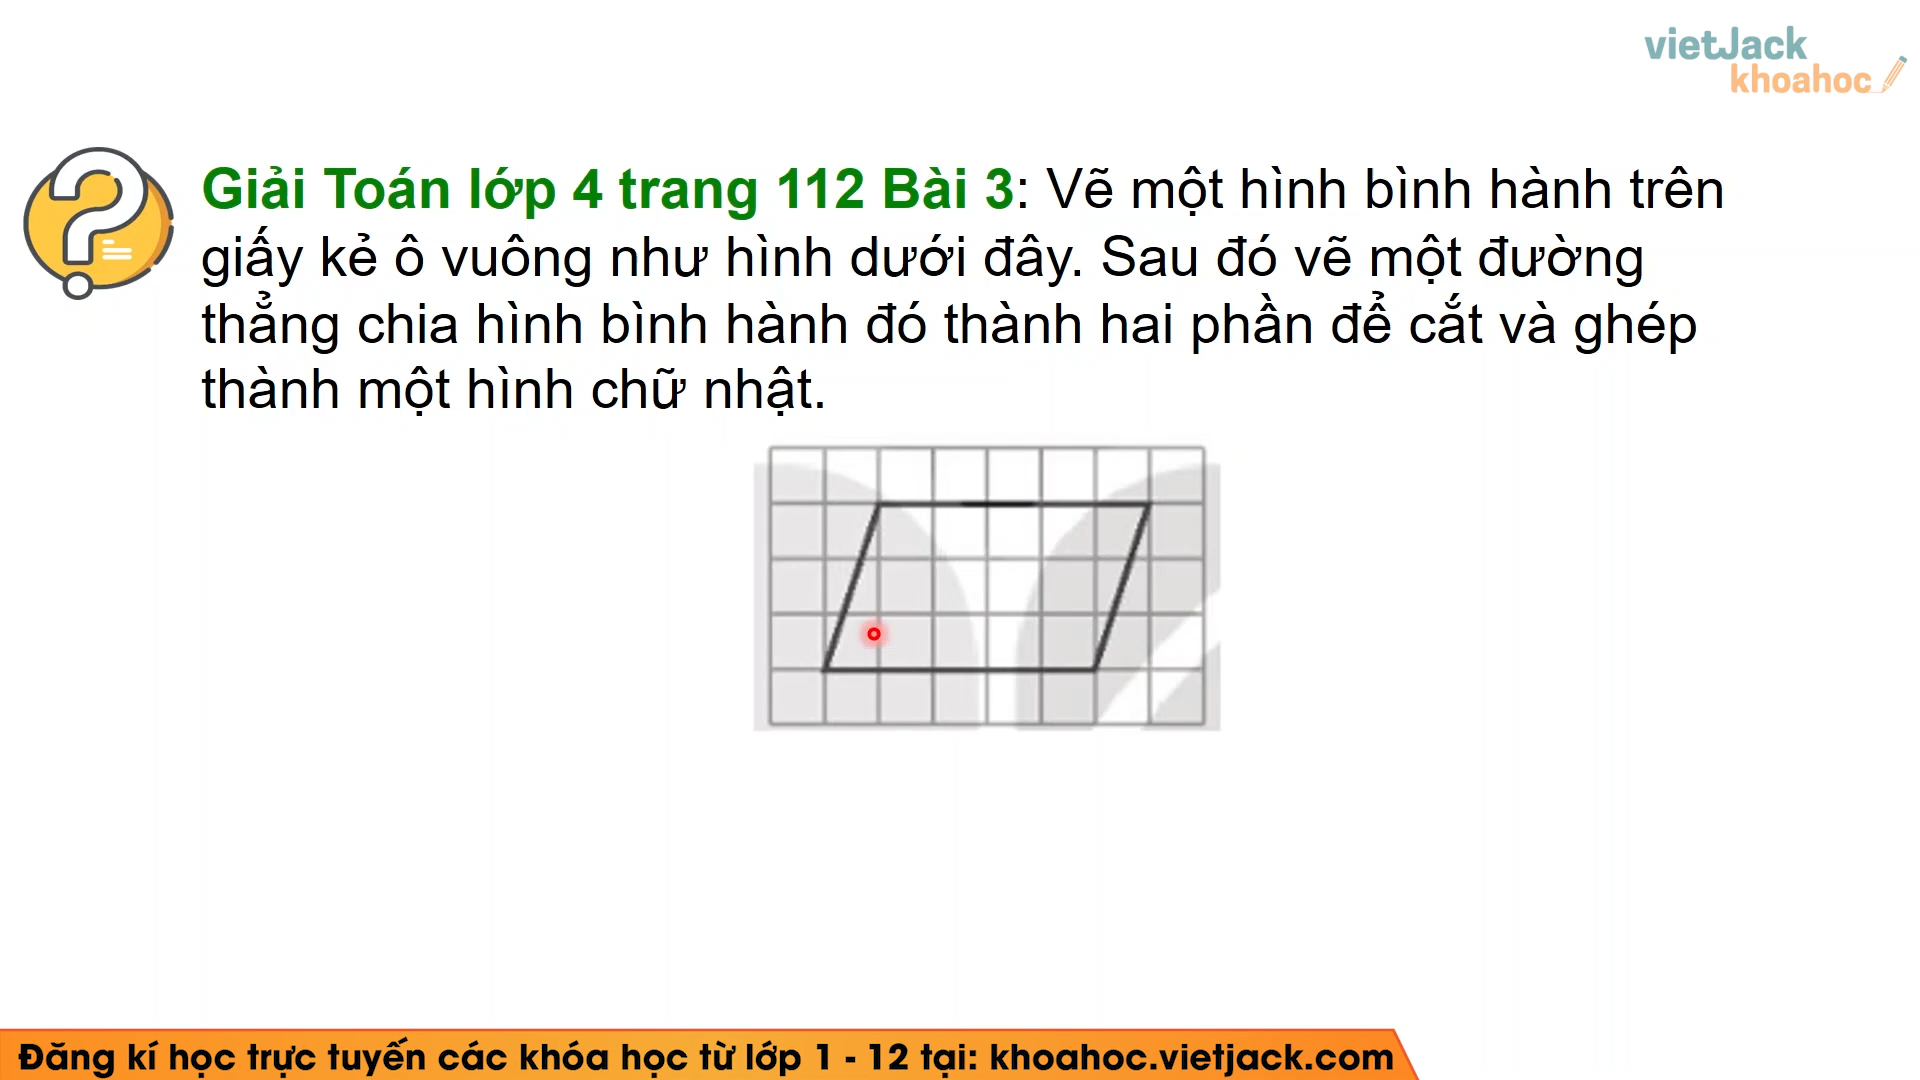 vietJack
khoahoc
Giải Toán lớp 4 trang 112 Bài 3: Vẽ một hình bình hành trên
giấy kẻ ô vuông như hình dưới đây. Sau đó vẽ một đường
thẳng chia hình bình hành đó thành hai phần để cắt và ghép
thành một hình chữ nhật.
Đăng kí học trực tuyến các khóa học từ lớp 1 - 12 tại: khoahoc.vietjack.com